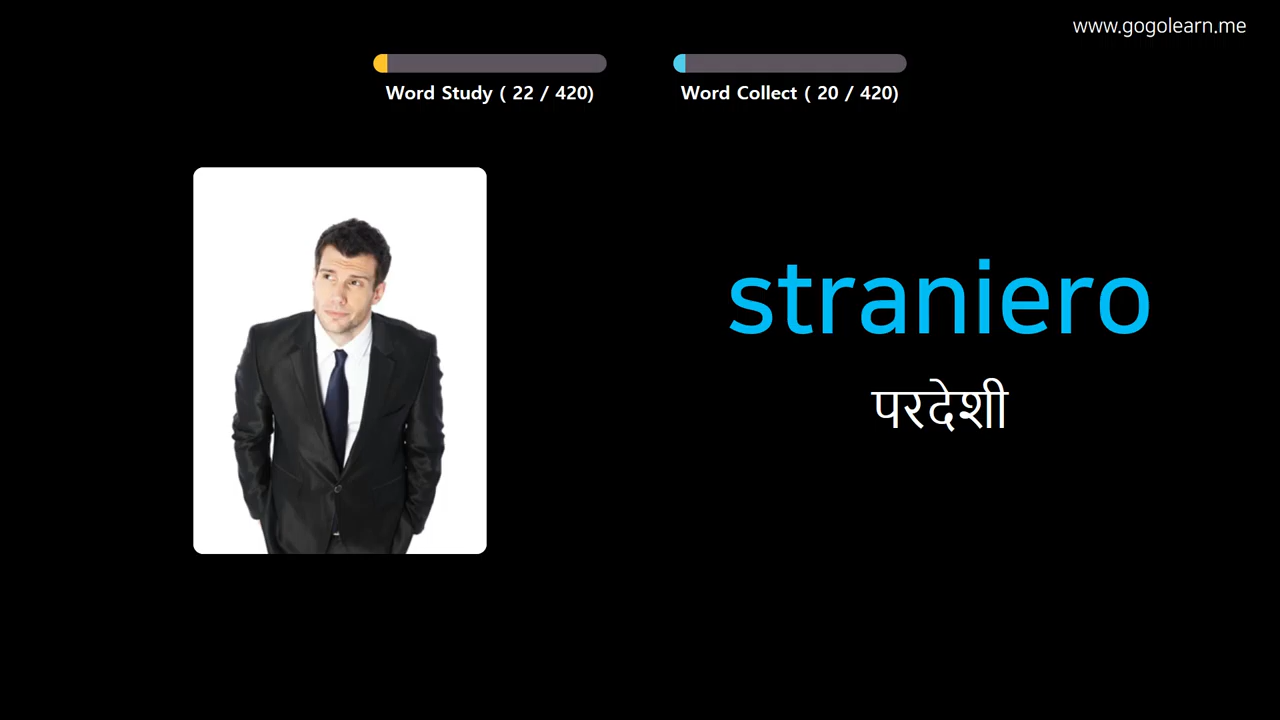 www.gogolearn.me
Word Study ( 22 / 420)
Word Collect ( 20 / 420)
straniero
परदेशी